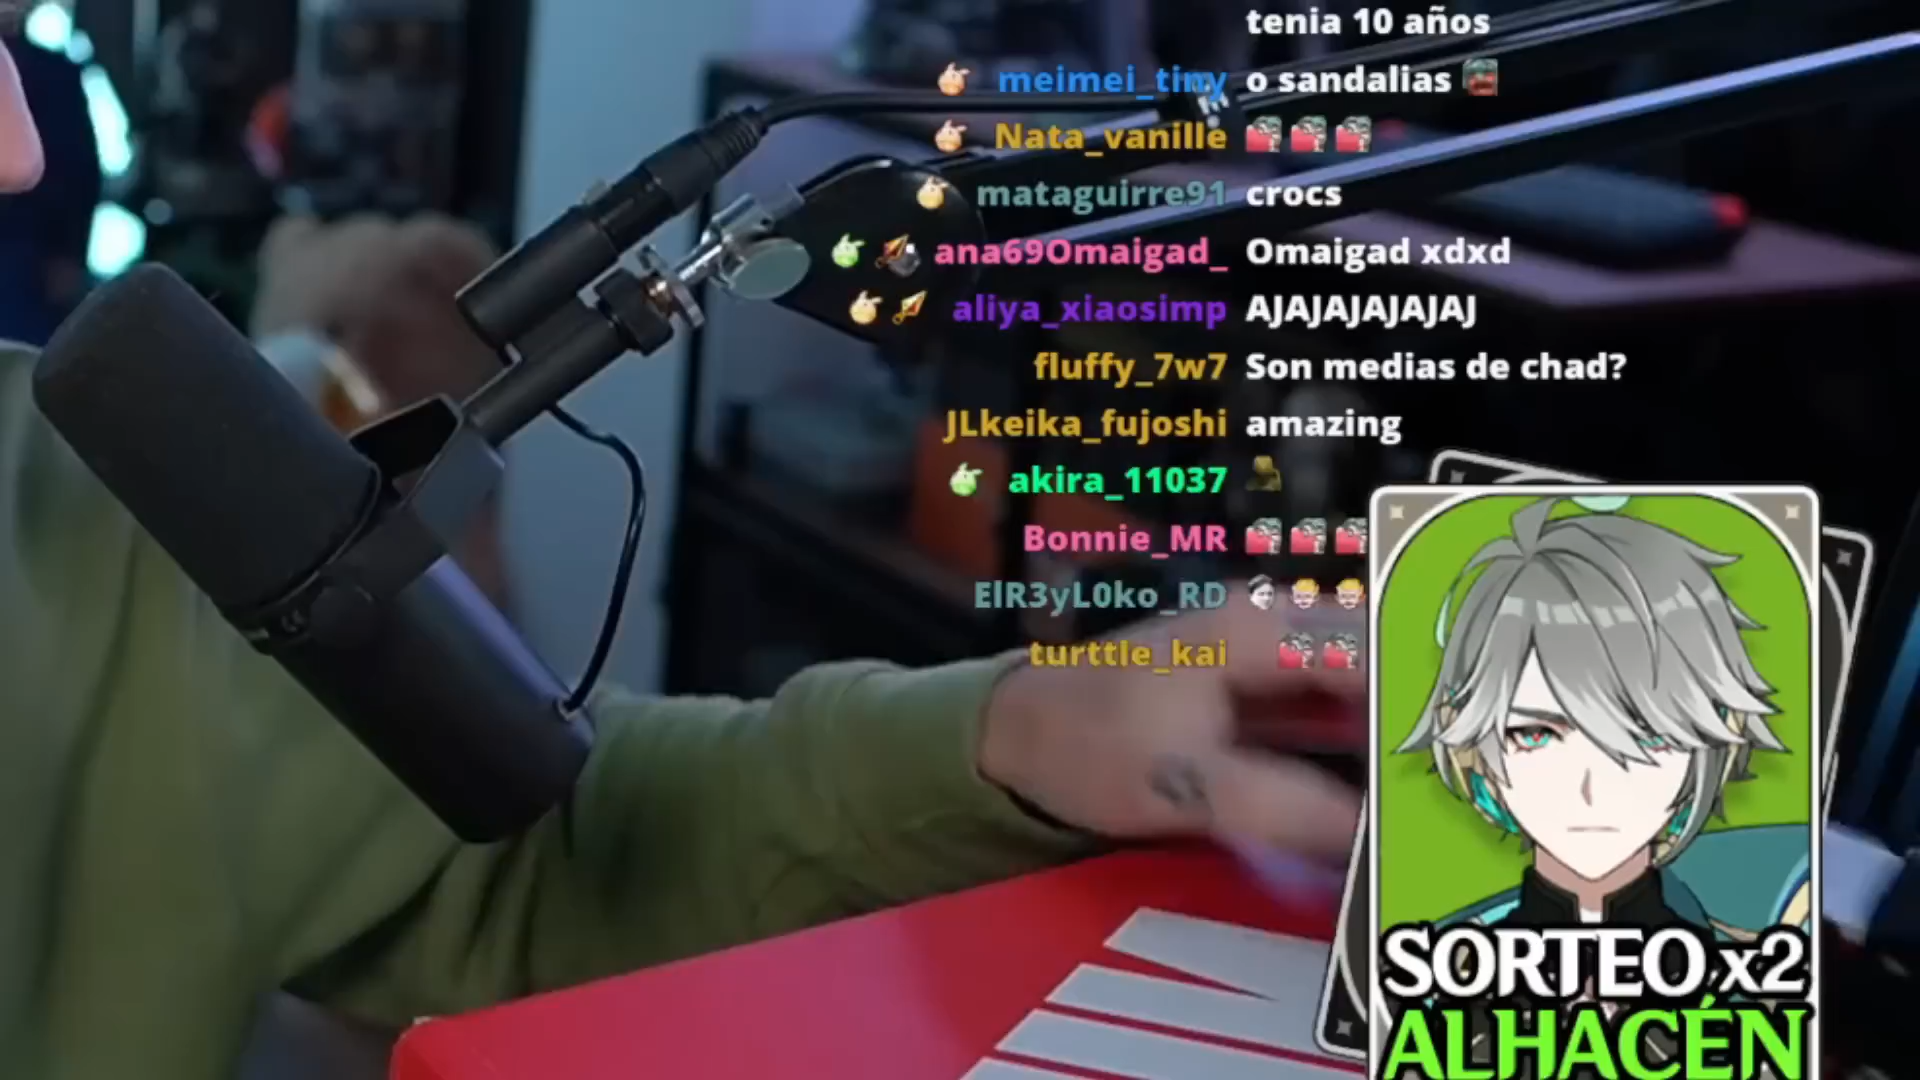 tenia 10 años
meimei_tiny o sandalias
Nata_vanille
mataguirre91 crocs
ana69Omaigad_ Omaigad xdxd
aliya_xiaosimp AJAJAJAJAJAJ
fluffy_7w7 Son medias de chad?
JLkeika_fujoshi amazing
akira_11037
Bonnie_MR
ElR3yL0ko_RD
turttle_kai
SORTEO x2
ALHACÉN